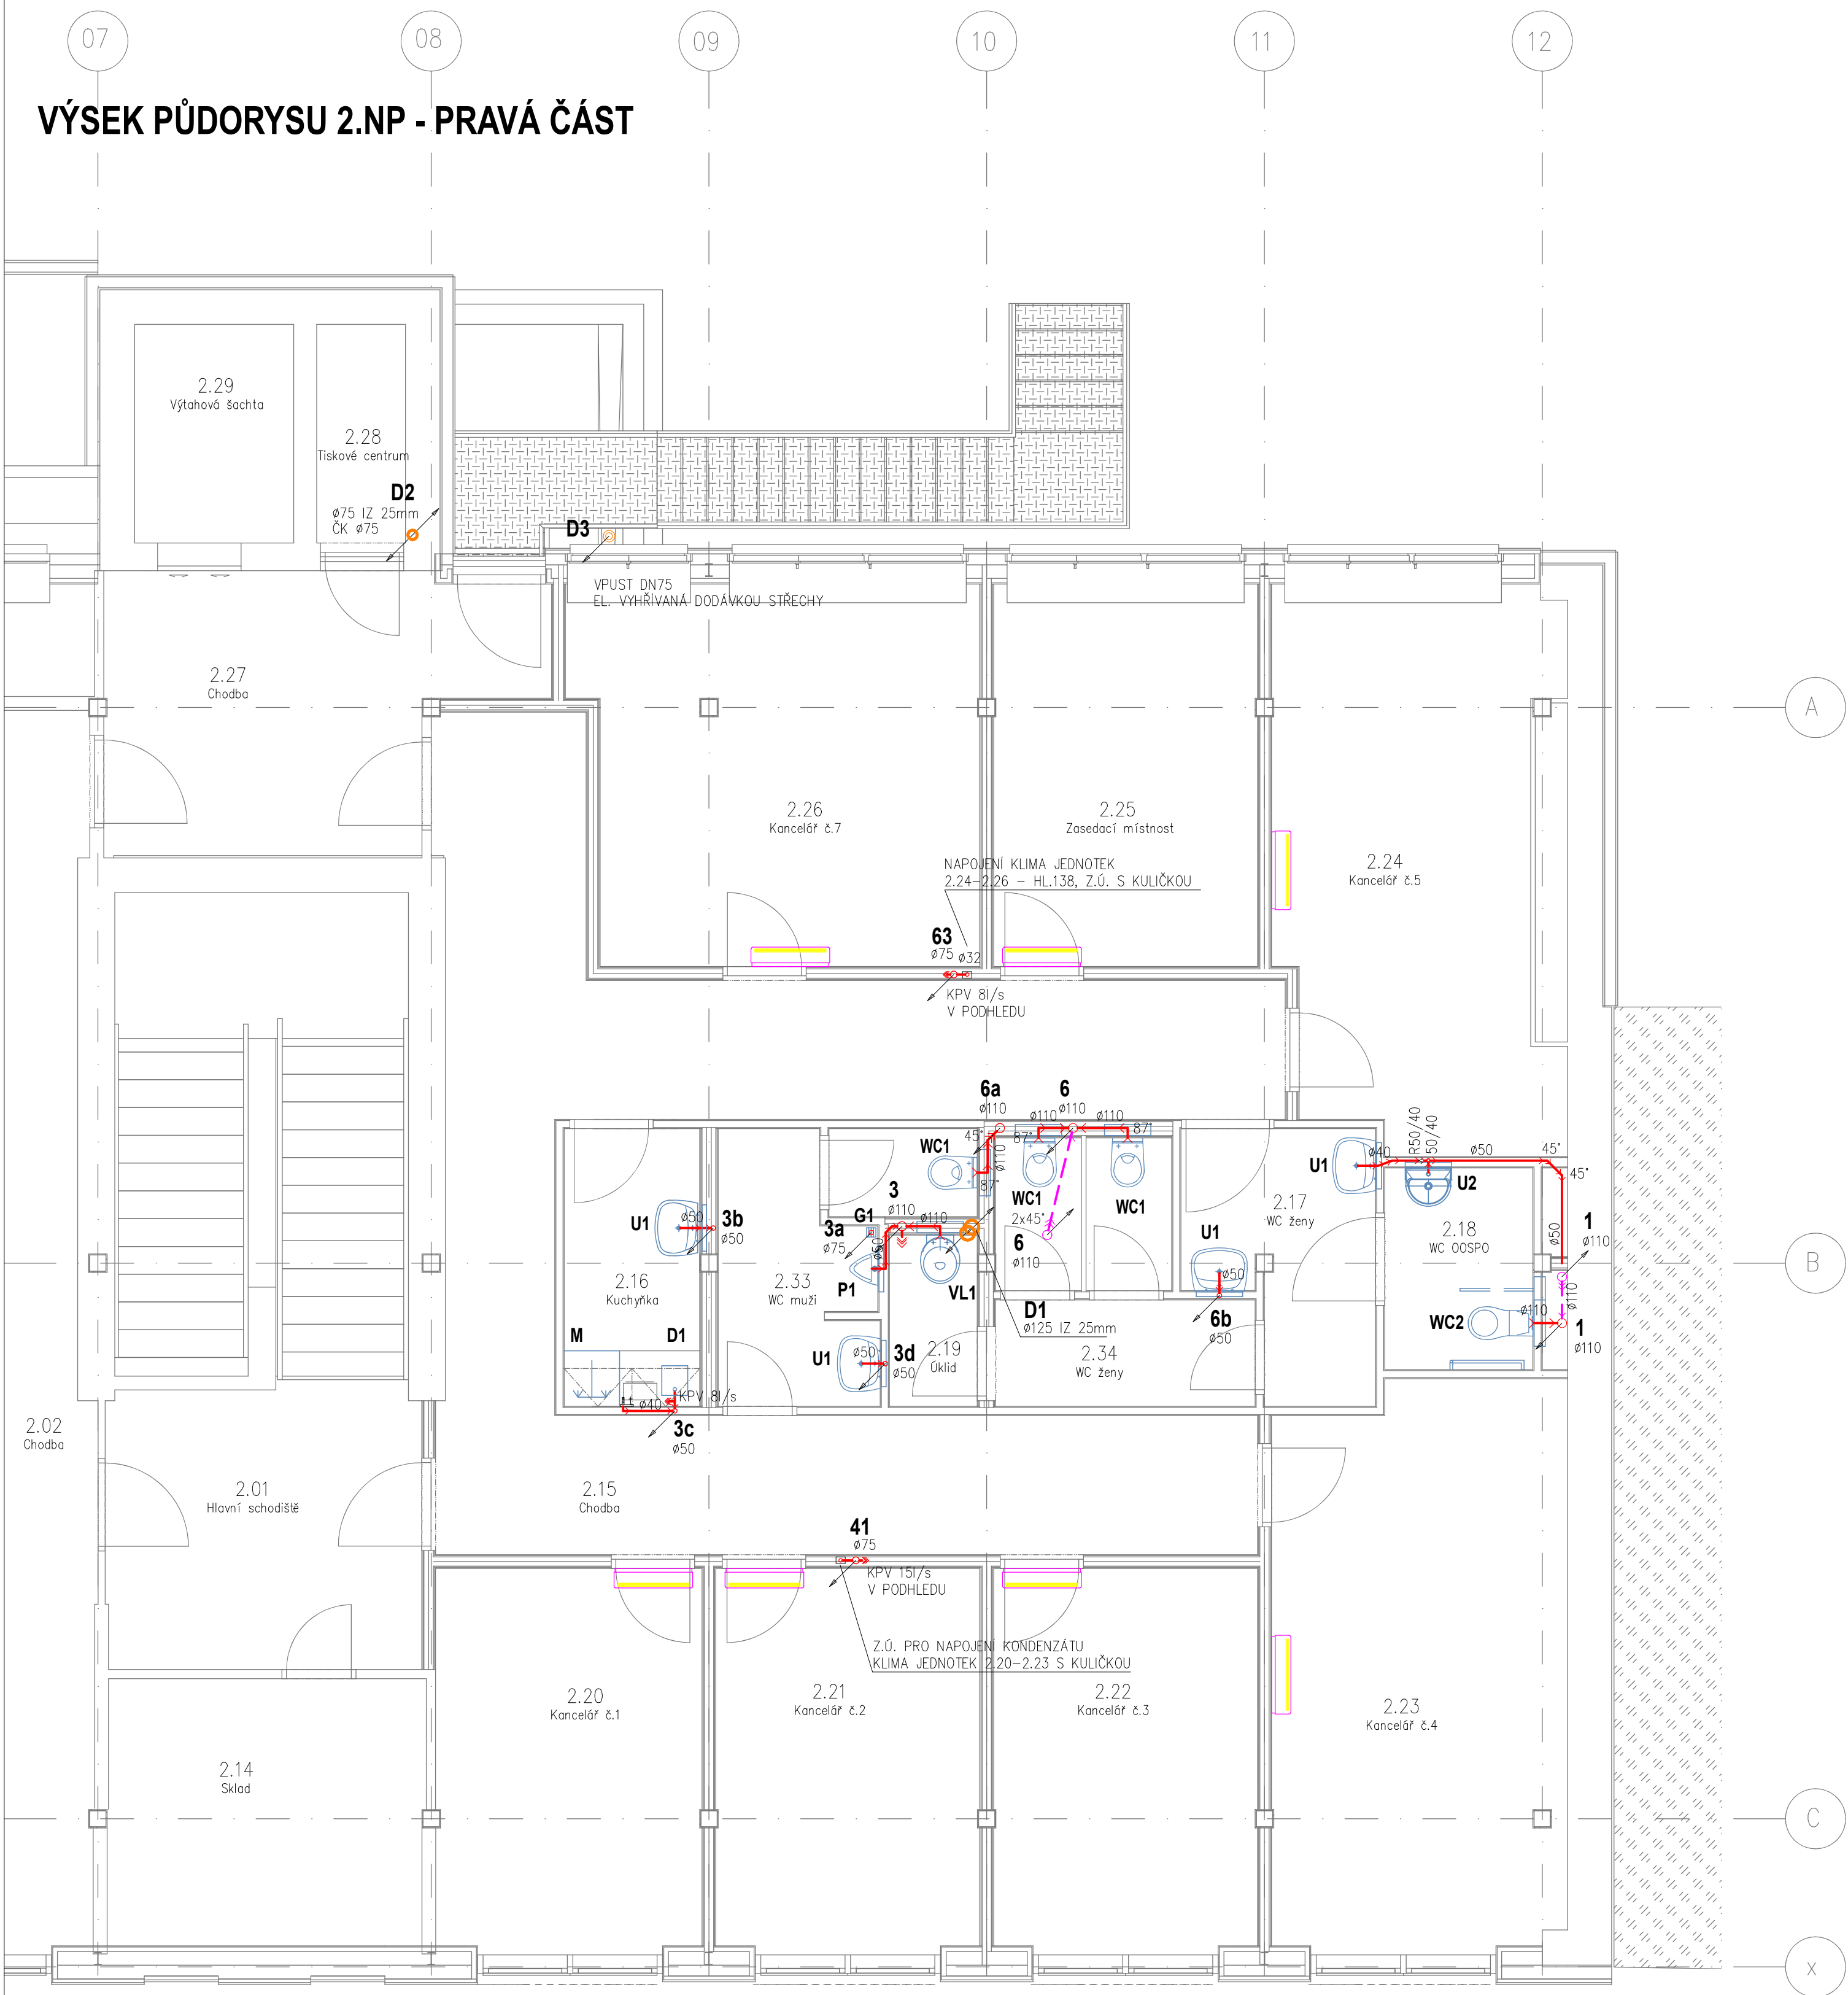 07
08
09
10
11
12
VÝSEK PŮDORYSU 2.NP - PRAVÁ ČÁST
2.29
Výtahová šachta
2.28
Tiskové centrum
D2
ø75 IZ 25mm
ČK ø75
D3
VPUST DN75
EL. VYHŘÍVANÁ DODÁVKOU STŘECHY
2.27
Chodba
A
2.26
Kancelář č.7
2.25
Zasedací místnost
2.24
Kancelář č.5
NAPOJENÍ KLIMA JEDNOTEK
2.24-2.26 - HL.138, Z.Ú. S KULIČKOU
63
ø75
ø32
KPV 8l/s
V PODHLEDU
6a
ø110
6
ø110
ø110
ø110
45°
87°
87°
ø110
87°
WC1
WC1
WC1
2x45°
6
ø110
3
ø110
ø110
G1
3a
ø75
ø50
P1
VL1
D1
ø125 IZ 25mm
U1
ø50
3b
ø50
2.16
Kuchyňka
2.33
WC muži
M
D1
KPV 8l/s
ø40
3c
ø50
U1
ø50
3d
ø50
2.19
Úklid
2.34
WC ženy
U1
ø50
6b
ø50
2.17
WC ženy
U1
ø40
R50/40
50/40
ø50
45°
45°
U2
2.18
WC OOSPO
ø50
1
ø110
ø110
WC2
ø110
1
ø110
B
2.02
Chodba
2.01
Hlavní schodiště
2.15
Chodba
41
ø75
KPV 15l/s
V PODHLEDU
Z.Ú. PRO NAPOJENÍ KONDENZÁTU
KLIMA JEDNOTEK 2.20-2.23 S KULIČKOU
2.20
Kancelář č.1
2.21
Kancelář č.2
2.22
Kancelář č.3
2.23
Kancelář č.4
2.14
Sklad
C
x